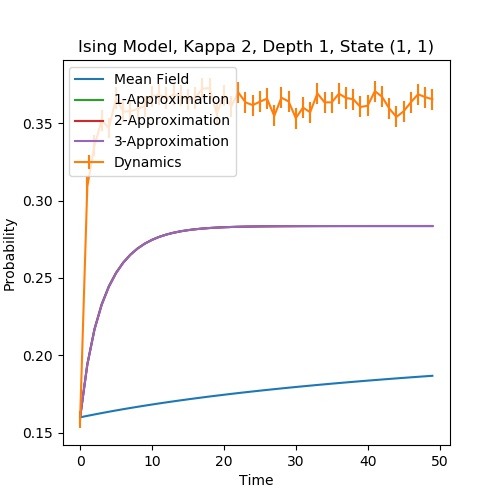 Ising Model, Kappa 2, Depth 1, State (1, 1)
Mean Field
1-Approximation
2-Approximation
3-Approximation
Dynamics
0.35
0.30
0.25
0.20
0.15
Probability
0 10 20 30 40 50
Time